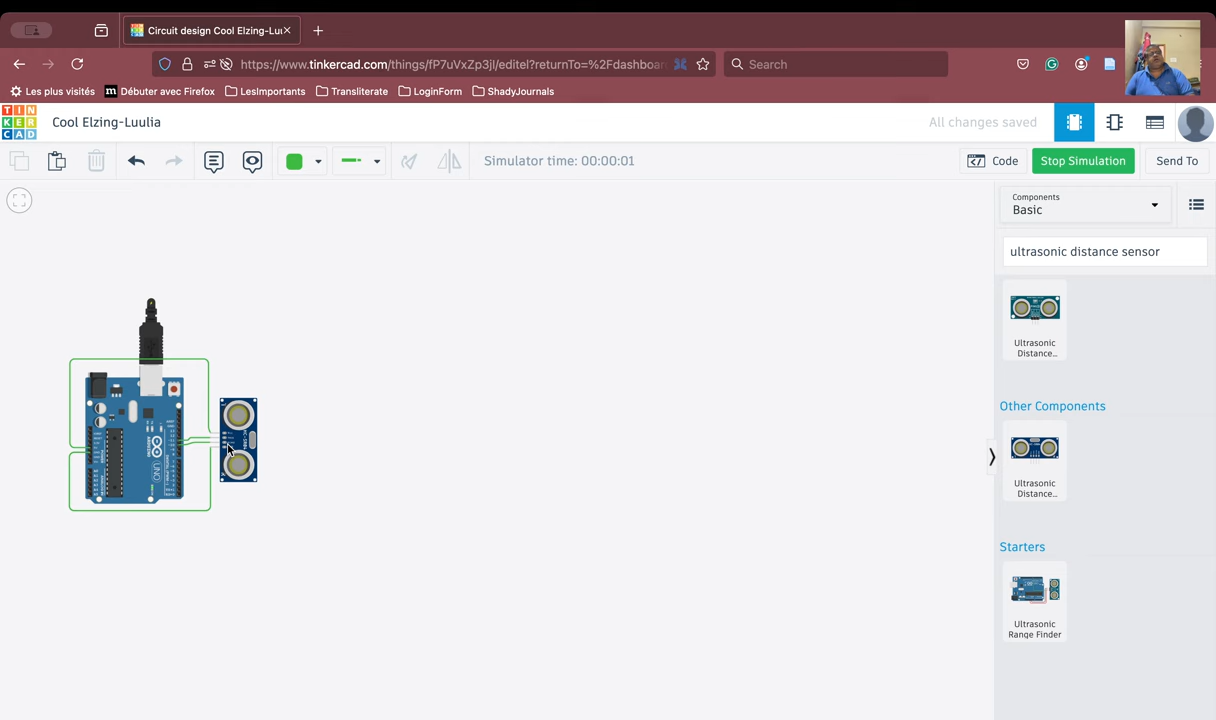 Circuit design Cool Elzing-Luu
https://www.tinkercad.com/things/fP7uVxZp3jl/editel?returnTo=%2Fdashboar
Search
Les plus visités
Débuter avec Firefox
LesImportants
Transliterate
LoginForm
ShadyJournals
TIN
KER
CAD
Cool Elzing-Luulia
All changes saved
Simulator time: 00:00:01
Code
Stop Simulation
Send To
Components
Basic
ultrasonic distance sensor
Ultrasonic
Distance...
Other Components
Ultrasonic
Distance...
Starters
Ultrasonic
Range Finder
ARDUINO
UNO